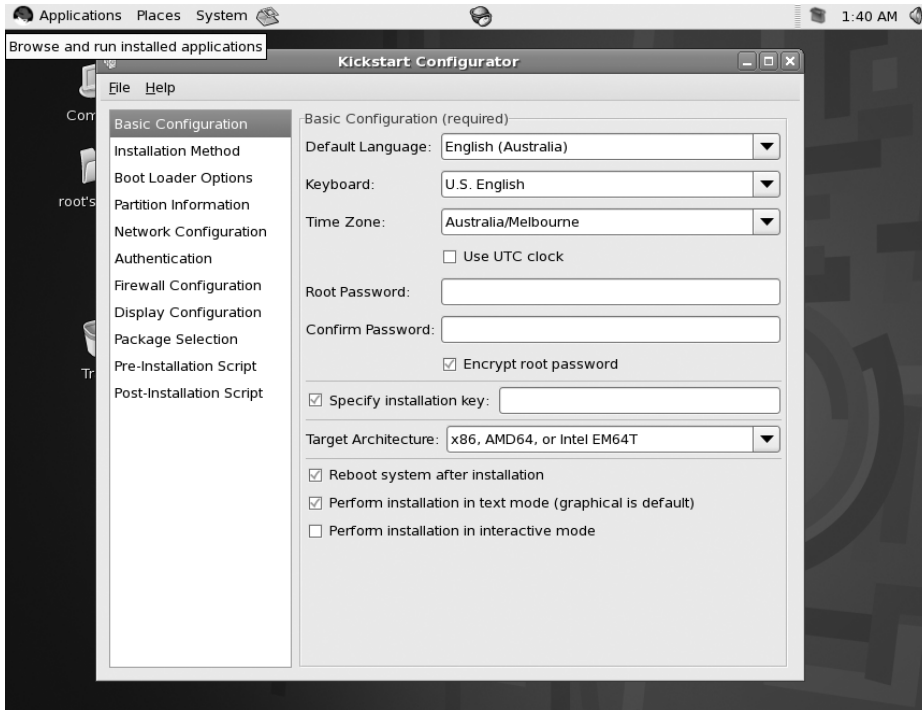 Applications Places System
1:40 AM
Browse and run installed applications
Kickstart Configurator
File Help
Com
root's
Tr
Basic Configuration
Installation Method
Boot Loader Options
Partition Information
Network Configuration
Authentication
Firewall Configuration
Display Configuration
Package Selection
Pre-Installation Script
Post-Installation Script
Basic Configuration (required)
Default Language: English (Australia)
Keyboard: U.S. English
Time Zone: Australia/Melbourne
Use UTC clock
Root Password:
Confirm Password:
Encrypt root password
Specify installation key:
Target Architecture: x86, AMD64, or Intel EM64T
Reboot system after installation
Perform installation in text mode (graphical is default)
Perform installation in interactive mode